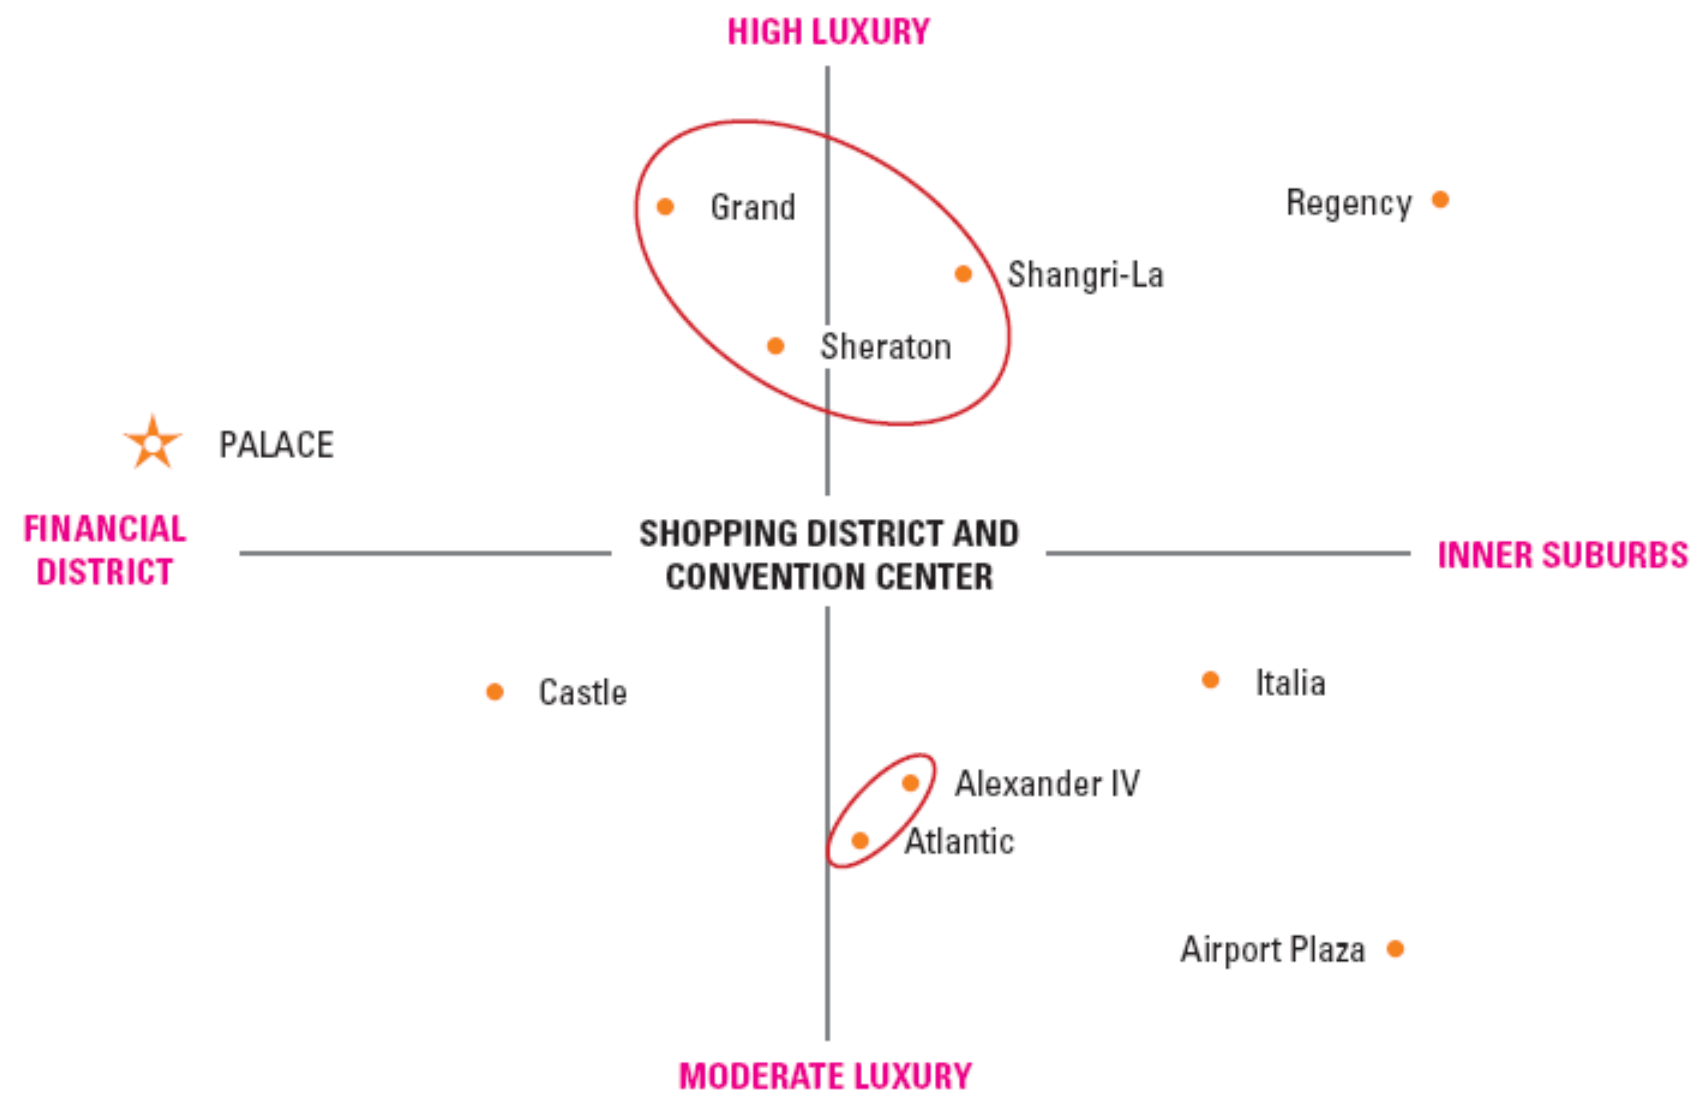 HIGH LUXURY
Grand
Regency
Shangri-La
Sheraton
PALACE
FINANCIAL
DISTRICT
SHOPPING DISTRICT AND
CONVENTION CENTER
INNER SUBURBS
Castle
Italia
Alexander IV
Atlantic
Airport Plaza
MODERATE LUXURY